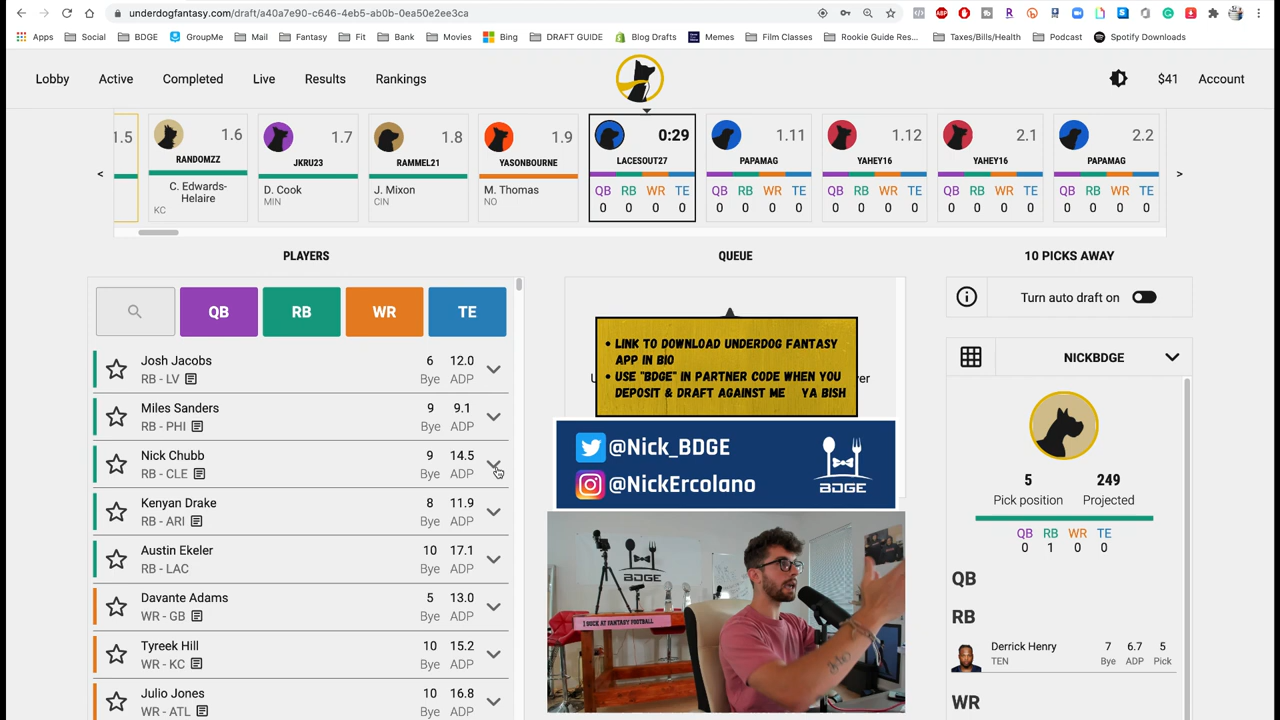 underdogfantasy.com/draft/a40a7e90-c646-4eb5-ab0b-0ea50e2ee3ca
Apps Social BDGE GroupMe Mail Fantasy Fit Bank Movies Bing DRAFT GUIDE Blog Drafts Memes Film Classes Rookie Guide Res... Taxes/Bills/Health Podcast Spotify Downloads
Lobby Active Completed Live Results Rankings $41 Account
1.5 1.6 1.7 1.8 1.9 0:29 1.11 1.12 2.1 2.2
RANDOMZZ JKRU23 RAMMEL21 YASONBOURNE LACESOUT27 PAPAMAG YAHEY16 YAHEY16 PAPAMAG
C. Edwards-Helaire D. Cook J. Mixon M. Thomas QB RB WR TE QB RB WR TE QB RB WR TE QB RB WR TE QB RB WR TE
KC MIN CIN NO 0 0 0 0 0 0 0 0 0 0 0 0 0 0 0 0 0 0 0 0
< >
PLAYERS QUEUE 10 PICKS AWAY
QB RB WR TE
Turn auto draft on
Josh Jacobs 6 12.0
RB - LV Bye ADP
Miles Sanders 9 9.1
RB - PHI Bye ADP
Nick Chubb 9 14.5
RB - CLE Bye ADP
Kenyan Drake 8 11.9
RB - ARI Bye ADP
Austin Ekeler 10 17.1
RB - LAC Bye ADP
Davante Adams 5 13.0
WR - GB Bye ADP
Tyreek Hill 10 15.2
WR - KC Bye ADP
Julio Jones 10 16.8
WR - ATL Bye ADP
• LINK TO DOWNLOAD UNDERDOG FANTASY
APP IN BIO
• USE "BDGE" IN PARTNER CODE WHEN YOU
DEPOSIT & DRAFT AGAINST ME YA BISH
@Nick_BDGE
@NickErcolano
BDGE
BDGE
I SUCK AT FANTASY FOOTBALL
NICKBDGE
5 249
Pick position Projected
QB RB WR TE
0 1 0 0
QB
RB
Derrick Henry 7 6.7 5
TEN Bye ADP Pick
WR